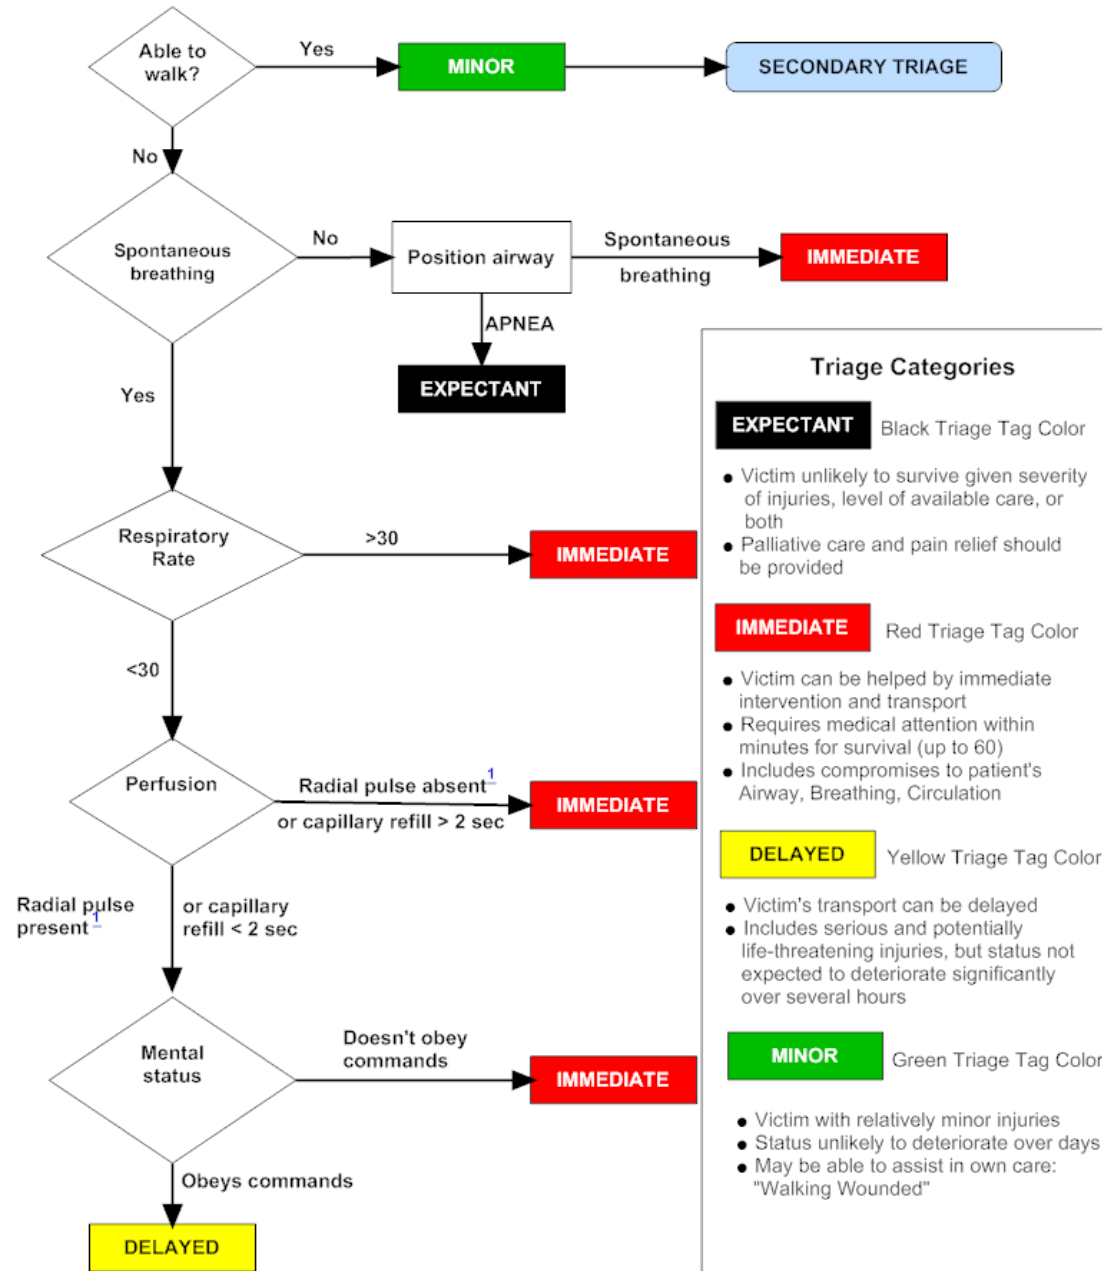 Able to
walk?
Yes
MINOR
SECONDARY TRIAGE
No
Spontaneous
breathing
No
Position airway
Spontaneous
breathing
IMMEDIATE
APNEA
EXPECTANT
Yes
Respiratory
Rate
>30
IMMEDIATE
<30
Perfusion
Radial pulse absent1
or capillary refill > 2 sec
IMMEDIATE
Radial pulse
present 1
or capillary
refill < 2 sec
Mental
status
Doesn't obey
commands
IMMEDIATE
Obeys commands
DELAYED
Triage Categories
EXPECTANT Black Triage Tag Color
● Victim unlikely to survive given severity
of injuries, level of available care, or
both
● Palliative care and pain relief should
be provided
IMMEDIATE Red Triage Tag Color
● Victim can be helped by immediate
intervention and transport
● Requires medical attention within
minutes for survival (up to 60)
● Includes compromises to patient's
Airway, Breathing, Circulation
DELAYED Yellow Triage Tag Color
● Victim's transport can be delayed
● Includes serious and potentially
life-threatening injuries, but status not
expected to deteriorate significantly
over several hours
MINOR Green Triage Tag Color
● Victim with relatively minor injuries
● Status unlikely to deteriorate over days
● May be able to assist in own care:
"Walking Wounded"